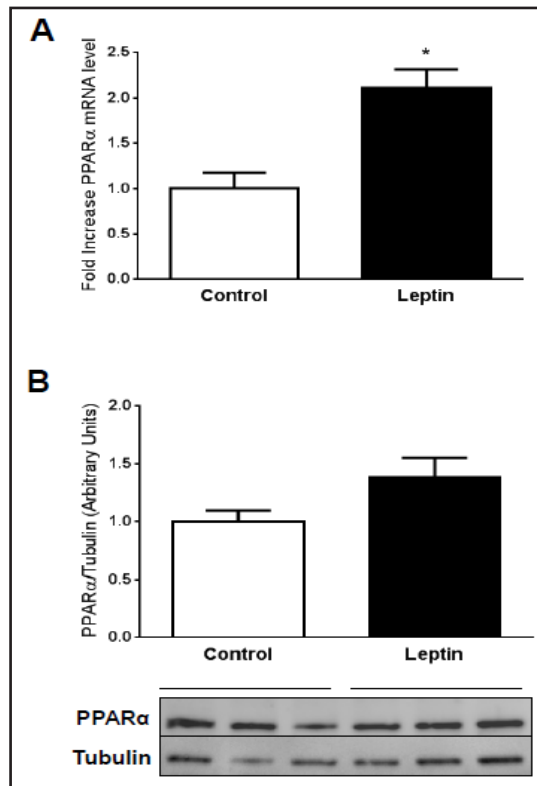 A
Fold Increase PPARα mRNA level
2.5
2.0
1.5
1.0
0.5
0.0
*
Control Leptin
B
PPARα/Tubulin (Arbitrary Units)
2.0
1.5
1.0
0.5
0.0
Control Leptin
PPARα
Tubulin